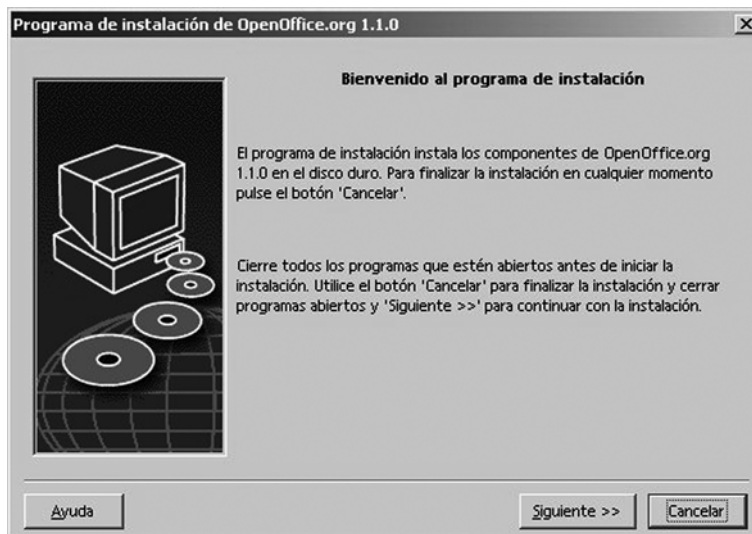 Programa de instalación de OpenOffice.org 1.1.0
Bienvenido al programa de instalación
El programa de instalación instala los componentes de OpenOffice.org
1.1.0 en el disco duro. Para finalizar la instalación en cualquier momento
pulse el botón 'Cancelar'.
Cierre todos los programas que estén abiertos antes de iniciar la
instalación. Utilice el botón 'Cancelar' para finalizar la instalación y cerrar
programas abiertos y 'Siguiente >>' para continuar con la instalación.
Ayuda
Siguiente >>
Cancelar